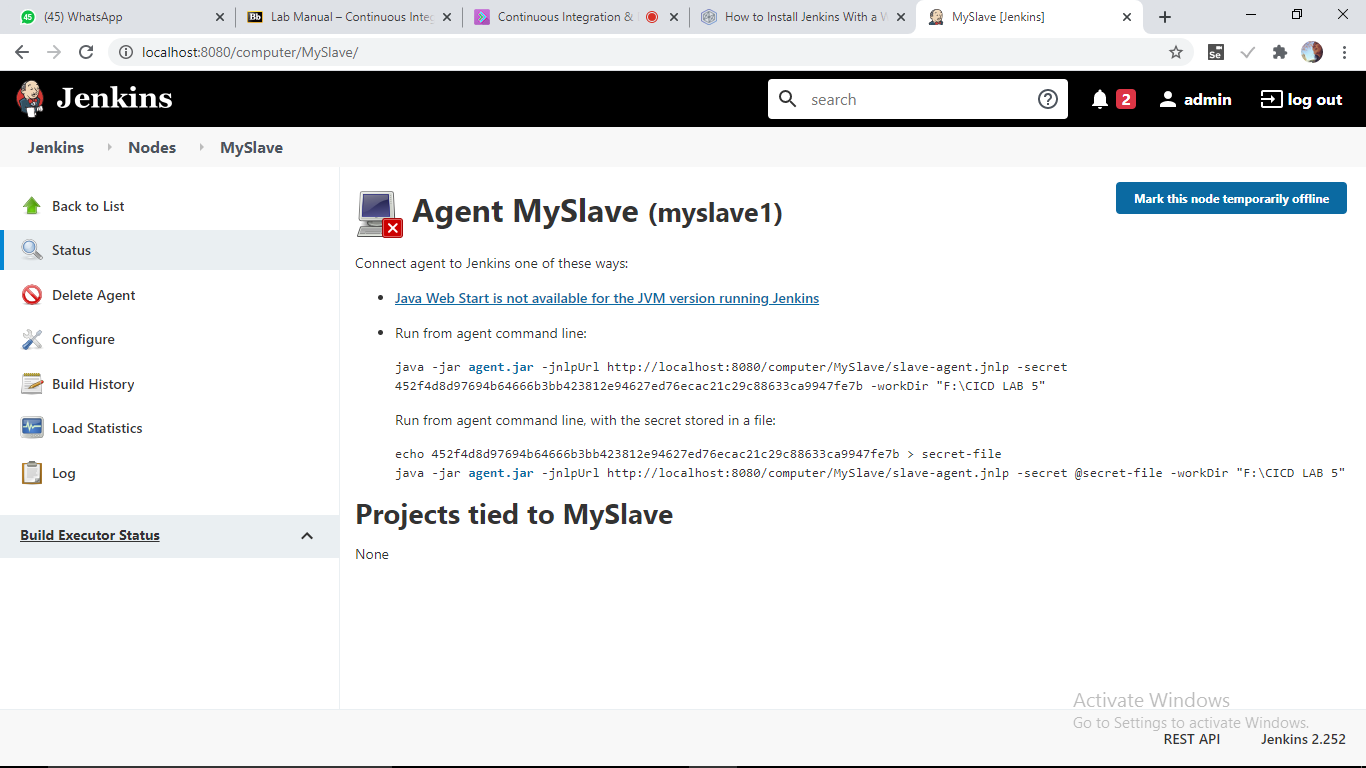 45 (45) WhatsApp
Bb Lab Manual – Continuous Integ
Continuous Integration &
How to Install Jenkins With a W
MySlave [Jenkins]
localhost:8080/computer/MySlave/
Se
Jenkins
search
2
admin
log out
Jenkins Nodes MySlave
Back to List
Status
Delete Agent
Configure
Build History
Load Statistics
Log
Build Executor Status
Agent MySlave (myslave1)
Mark this node temporarily offline
Connect agent to Jenkins one of these ways:
Java Web Start is not available for the JVM version running Jenkins
Run from agent command line:
java -jar agent.jar -jnlpUrl http://localhost:8080/computer/MySlave/slave-agent.jnlp -secret
452f4d8d97694b64666b3bb423812e94627ed76ecac21c29c88633ca9947fe7b -workDir "F:\CICD LAB 5"
Run from agent command line, with the secret stored in a file:
echo 452f4d8d97694b64666b3bb423812e94627ed76ecac21c29c88633ca9947fe7b > secret-file
java -jar agent.jar -jnlpUrl http://localhost:8080/computer/MySlave/slave-agent.jnlp -secret @secret-file -workDir "F:\CICD LAB 5"
Projects tied to MySlave
None
Activate Windows
Go to Settings to activate Windows.
REST API Jenkins 2.252